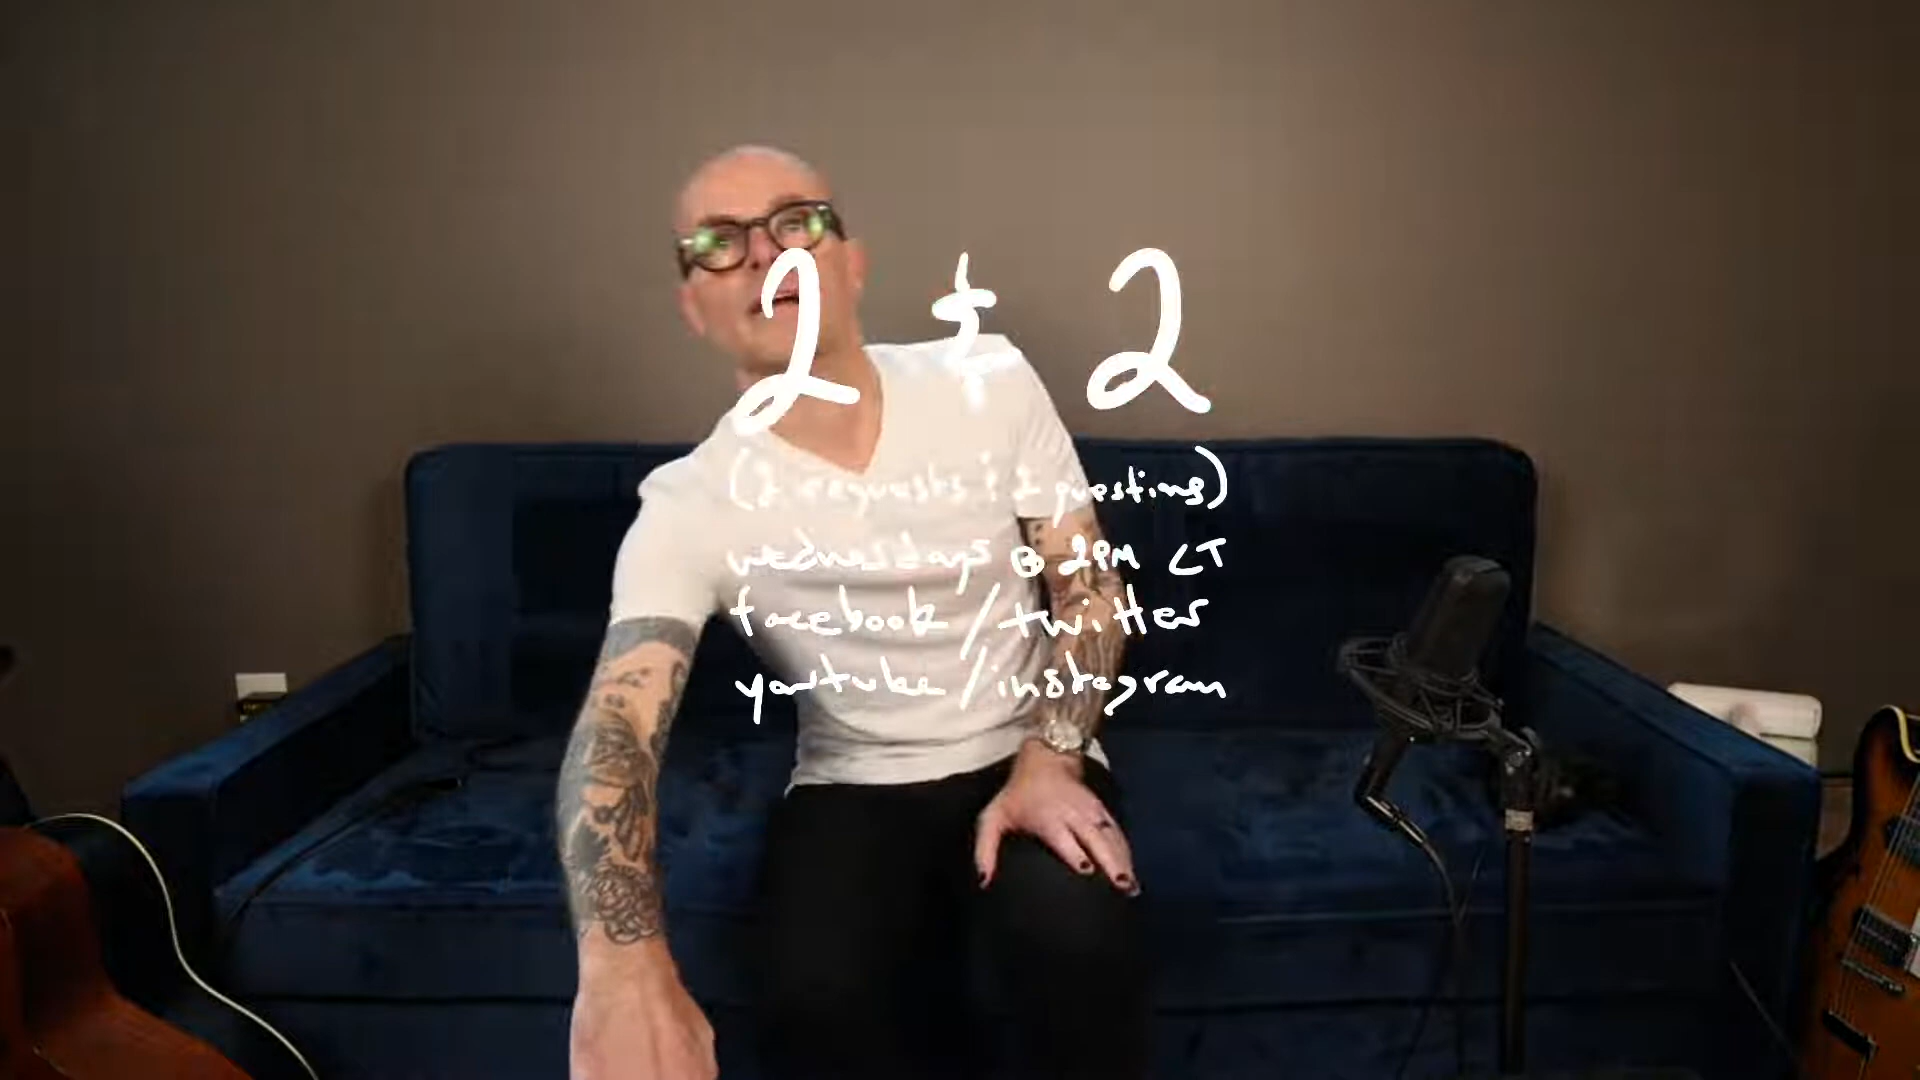 2 & 2
(2 requests & 2 questions)
wednesdays @ 2PM CT
facebook/twitter
youtube/instagram